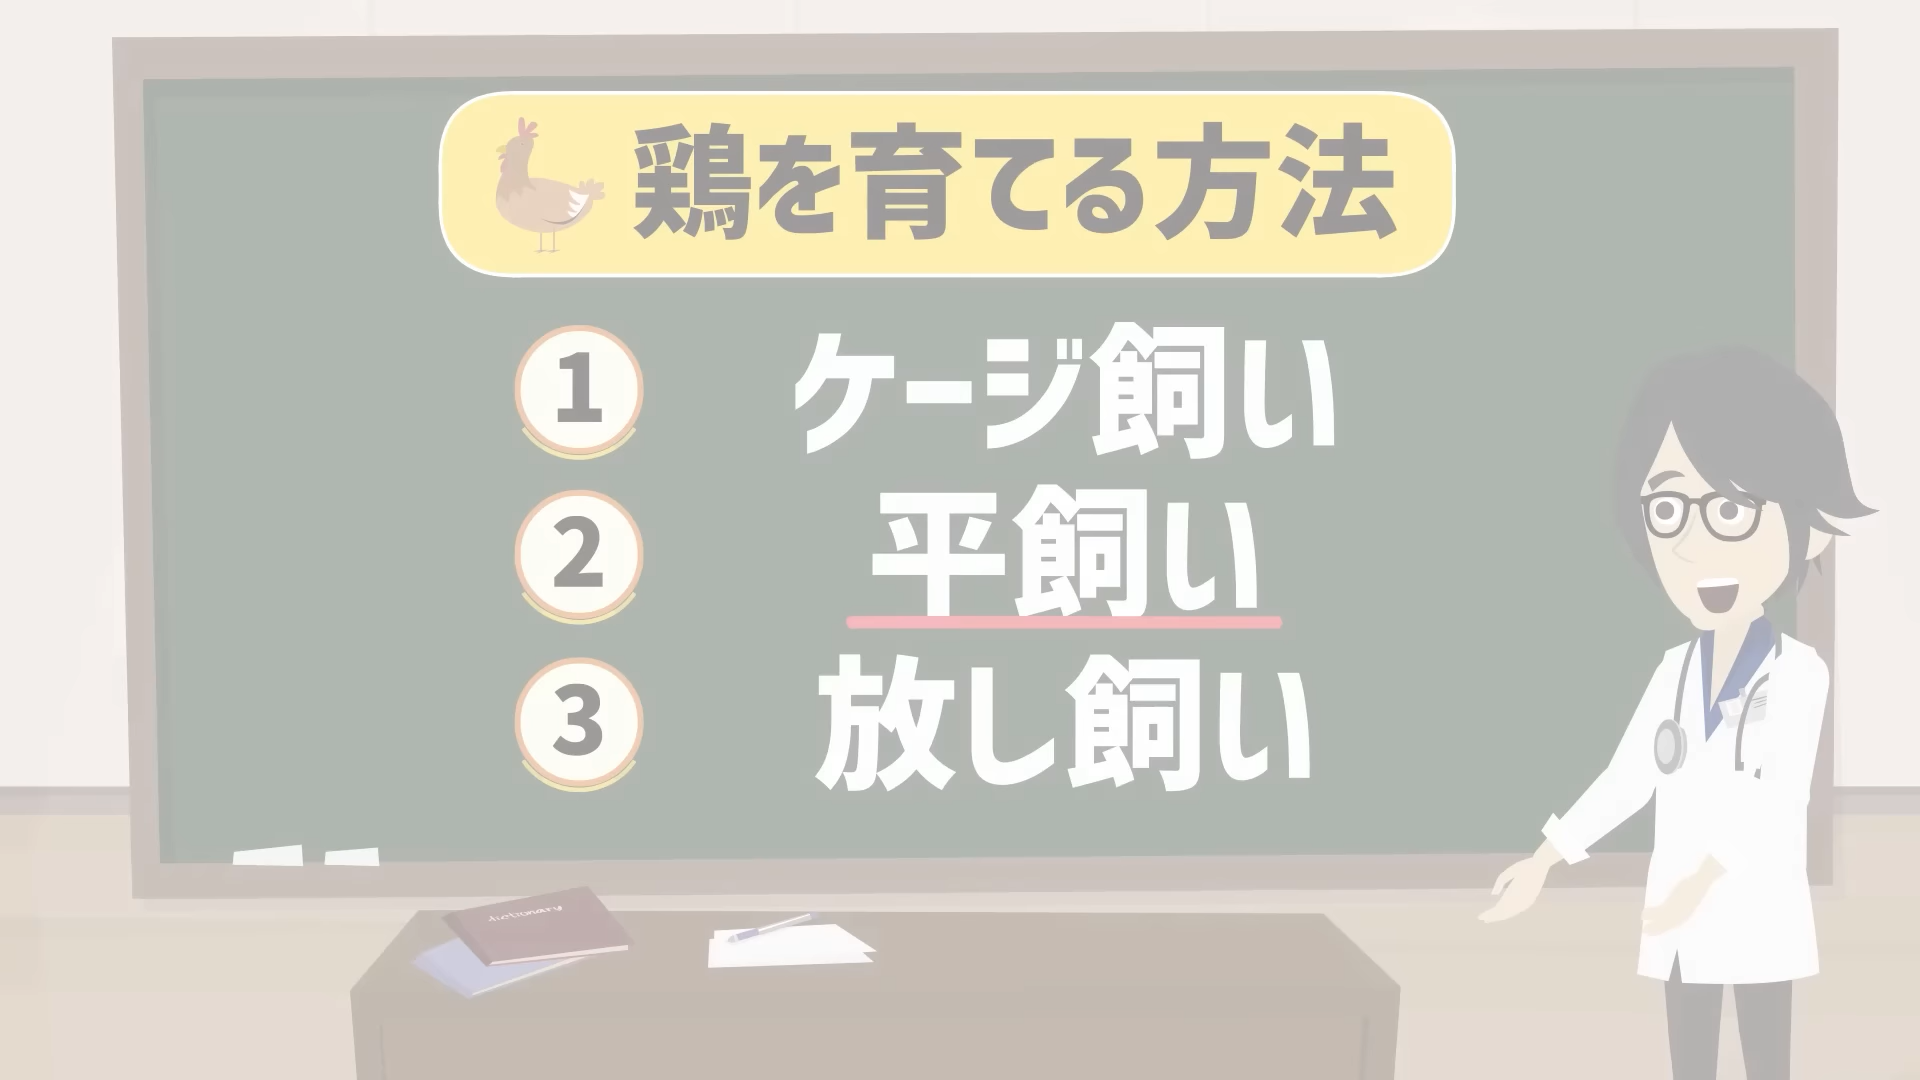 鶏を育てる方法
1 ケージ飼い
2 平飼い
3 放し飼い
dictionary